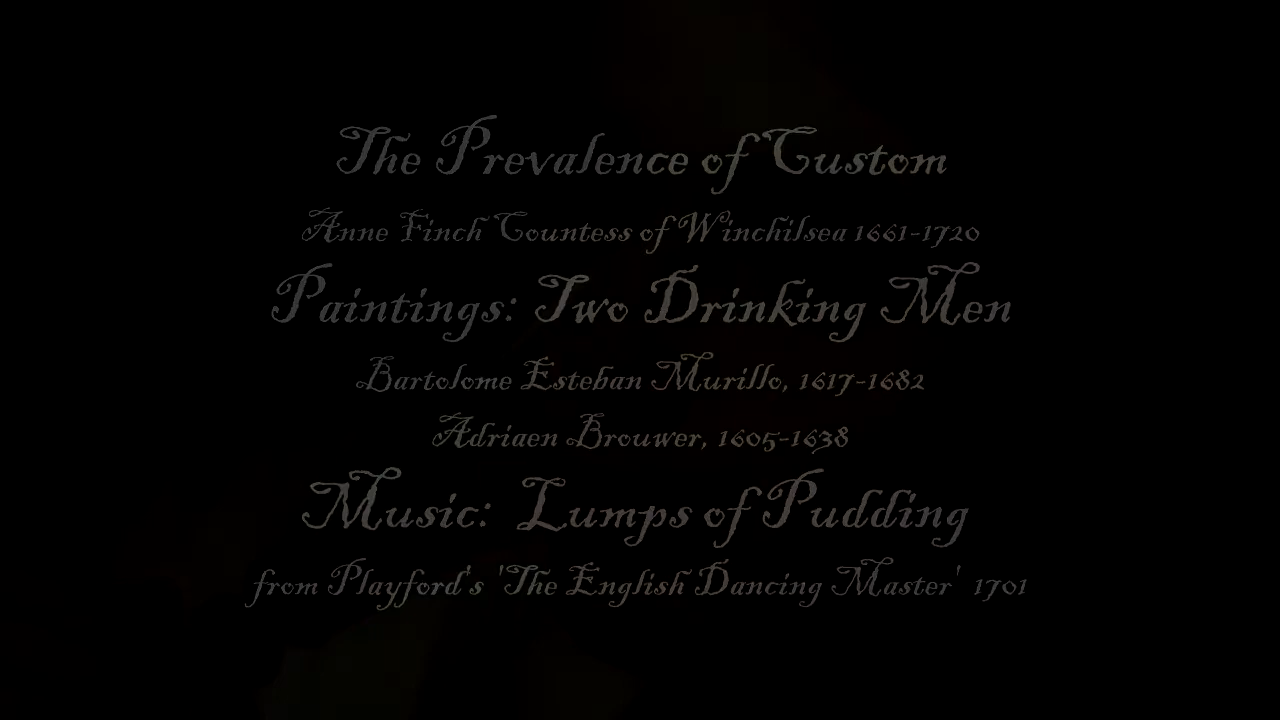 The Prevalence of Custom
Anne Finch Countess of Winchilsea 1661-1720
Paintings: Two Drinking Men
Bartolome Esteban Murillo, 1617-1682
Adriaen Brouwer, 1605-1638
Music: Lumps of Pudding
from Playford's 'The English Dancing Master' 1701